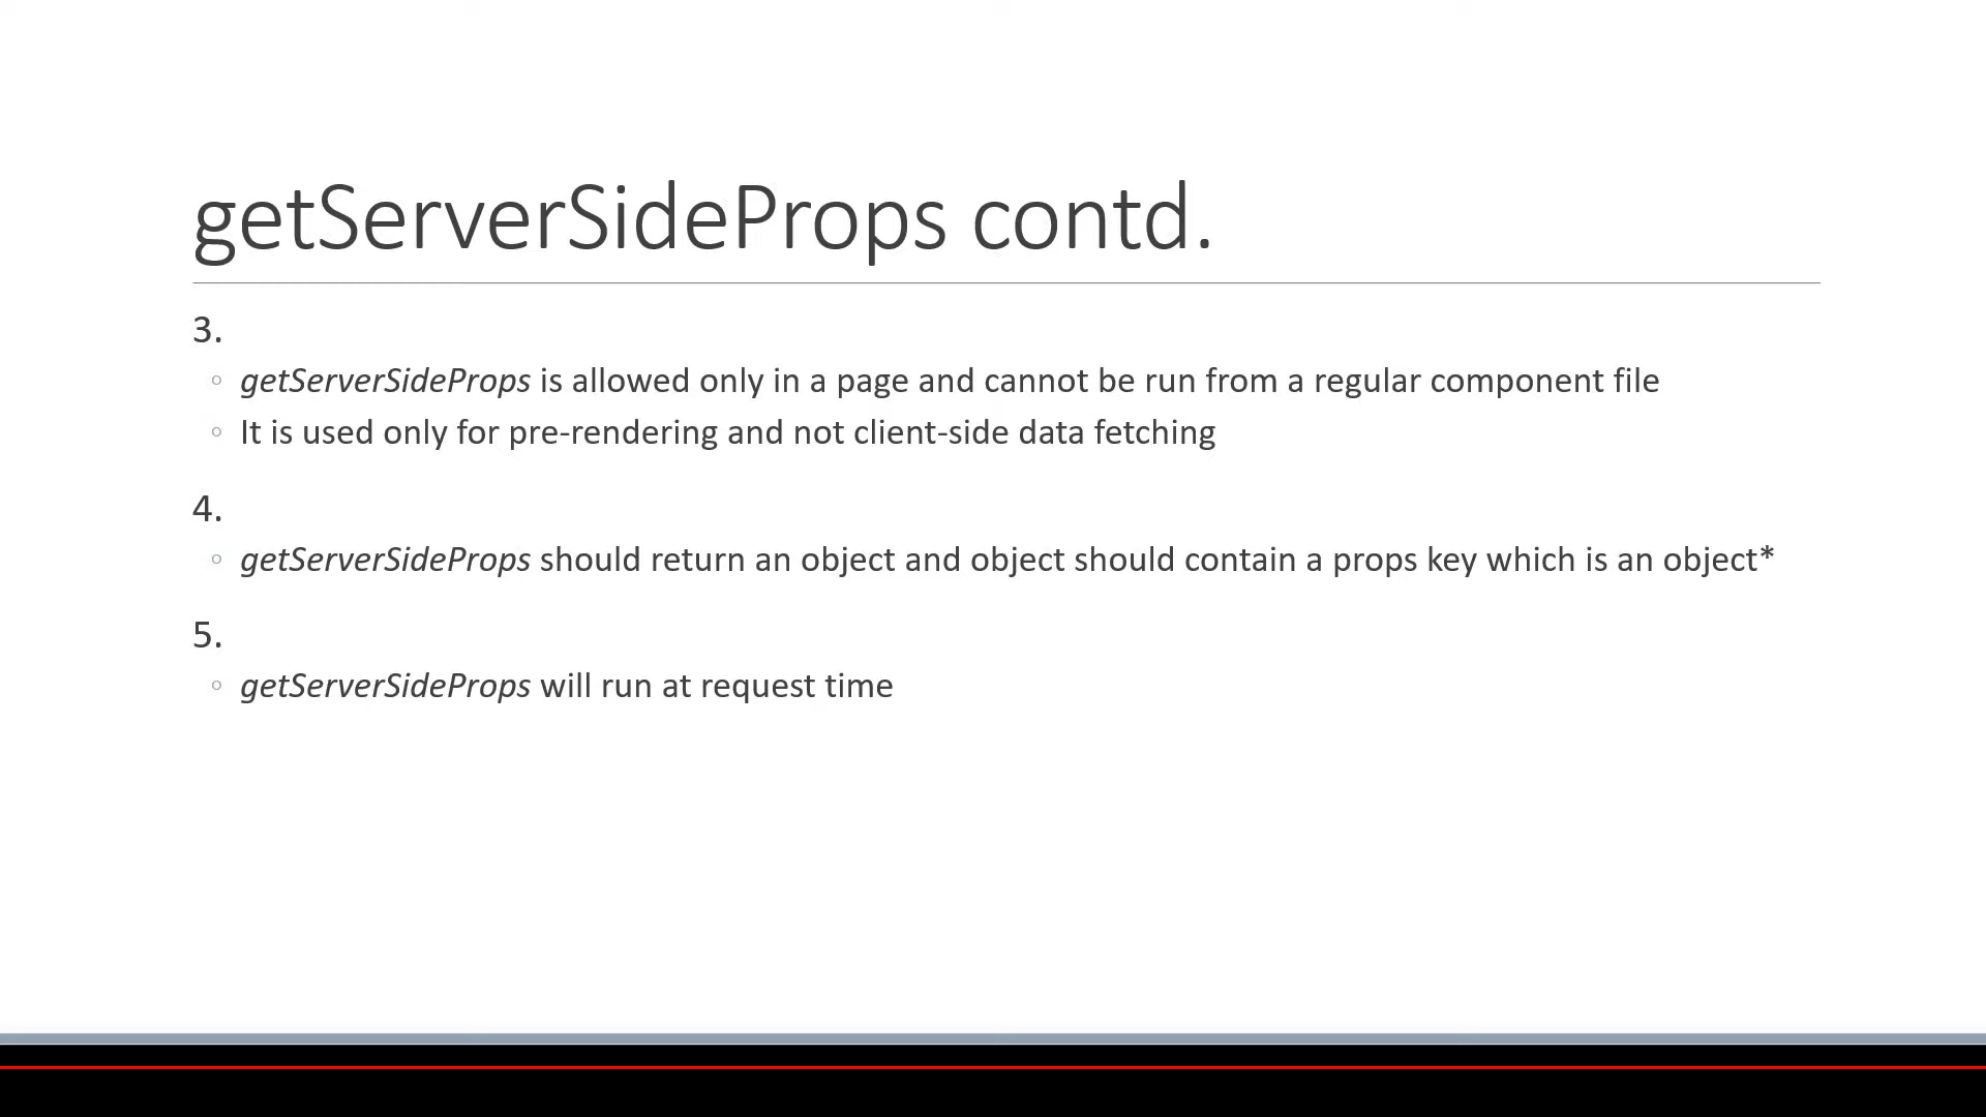 getServerSideProps contd.
3.
◦ getServerSideProps is allowed only in a page and cannot be run from a regular component file
◦ It is used only for pre-rendering and not client-side data fetching
4.
◦ getServerSideProps should return an object and object should contain a props key which is an object*
5.
◦ getServerSideProps will run at request time